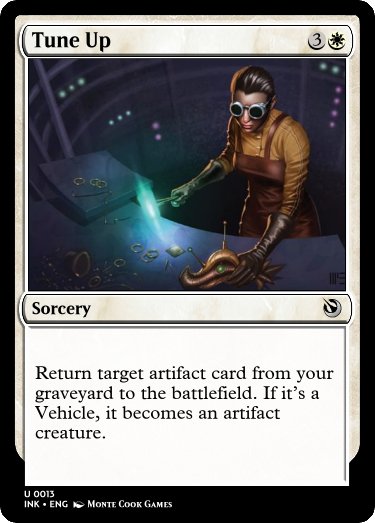 Tune Up 3
Sorcery
Return target artifact card from your
graveyard to the battlefield. If it's a
Vehicle, it becomes an artifact
creature.
U 0013
INK • ENG MONTE COOK GAMES